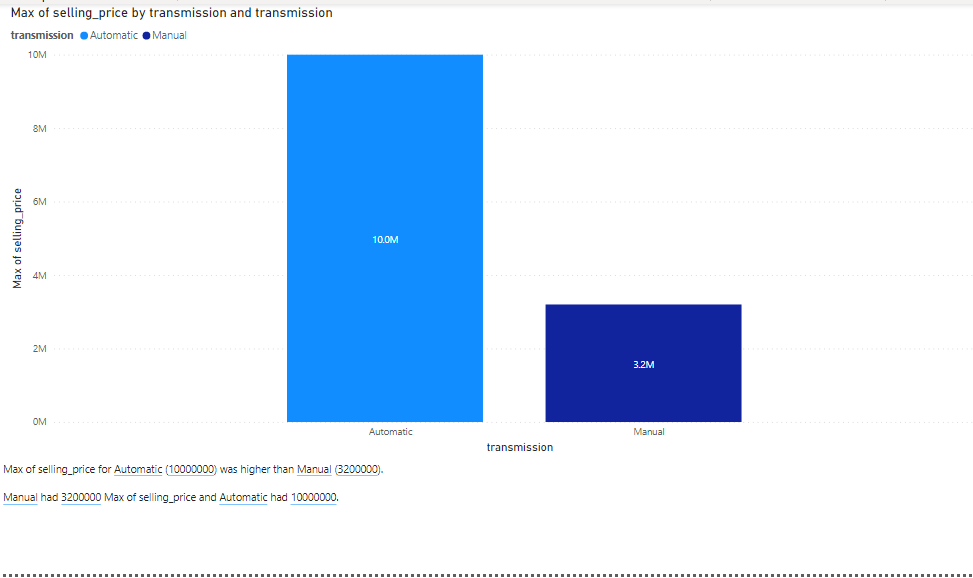 Max of selling_price by transmission and transmission
transmission Automatic Manual
10M
8M
6M
4M
2M
0M
Max of selling_price
10.0M
3.2M
Automatic Manual
transmission
Max of selling_price for Automatic (10000000) was higher than Manual (3200000).
Manual had 3200000 Max of selling_price and Automatic had 10000000.